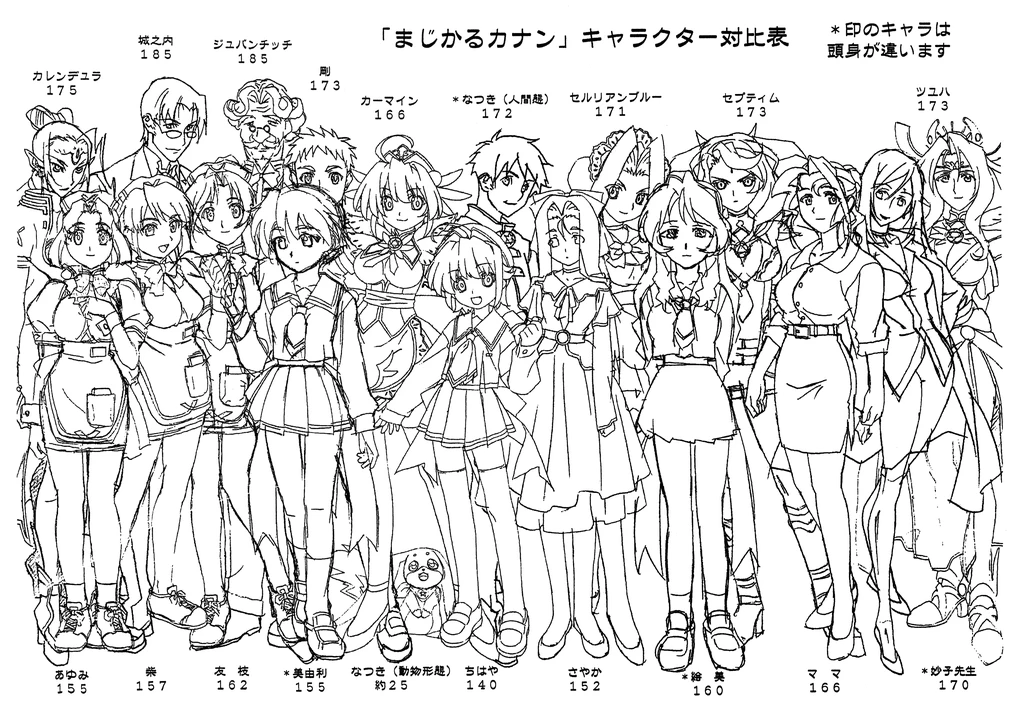 「まじかるカナン」キャラクター対比表
＊印のキャラは
頭身が違います
カレンデュラ
175
城之内
185
ジュバンチッチ
185
剛
173
カーマイン
166
＊なつき（人間態）
172
セルリアンブルー
171
セプティム
173
ツユハ
173
あゆみ
155
柴
157
友枝
162
＊美由利
155
なつき（動物形態）
約25
ちはや
140
さやか
152
＊絵美
160
ママ
166
＊妙子先生
170